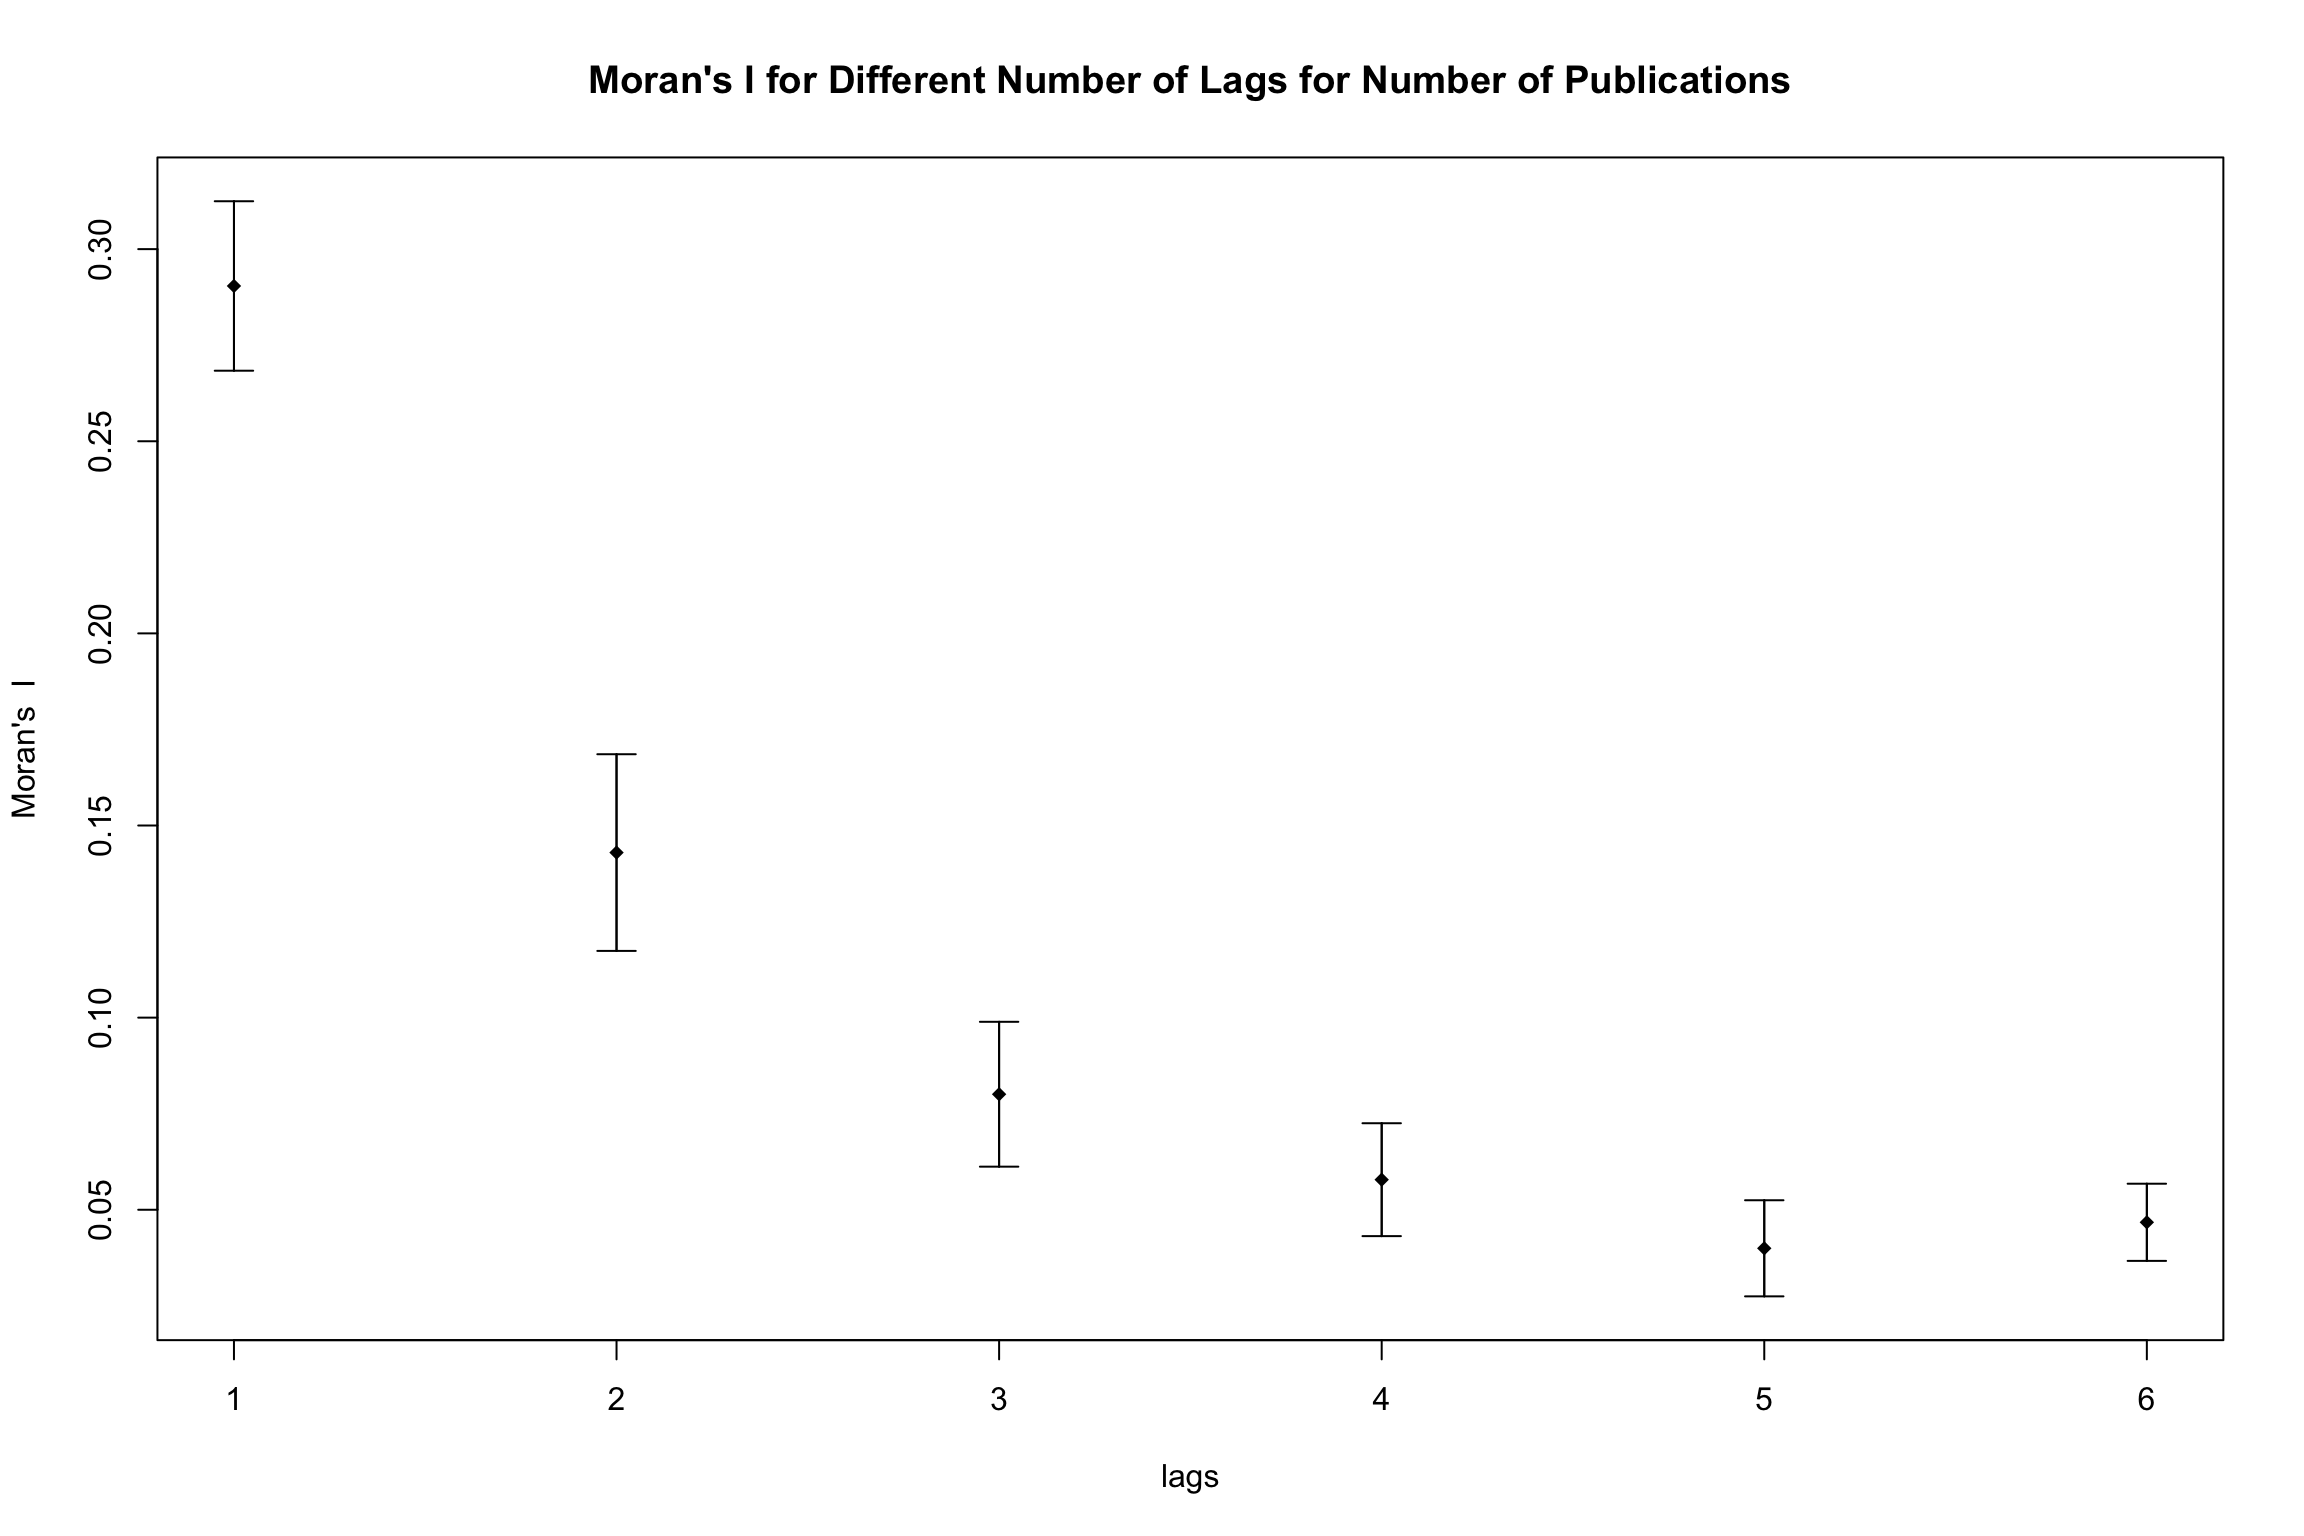 Moran's I for Different Number of Lags for Number of Publications
0.30
0.25
0.20
0.15
0.10
0.05
Moran's I
1 2 3 4 5 6
lags